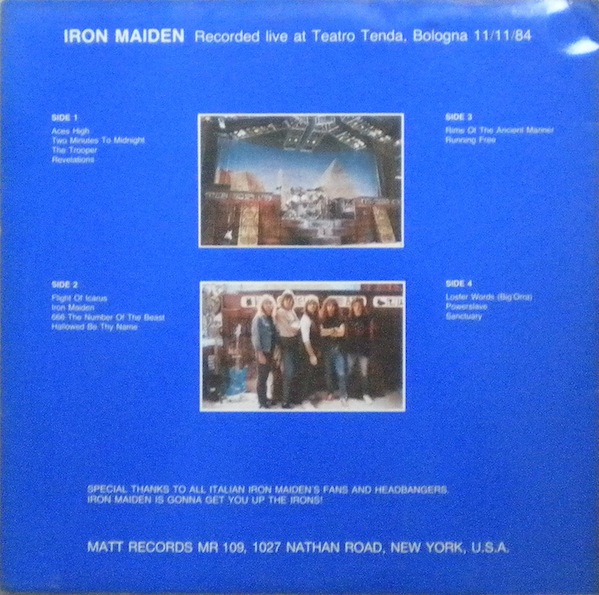 IRON MAIDEN Recorded live at Teatro Tenda, Bologna 11/11/84
SIDE 1
Aces High
Two Minutes To Midnight
The Trooper
Revelations
SIDE 3
Rime Of The Ancient Mariner
Running Free
SIDE 2
Flight Of Icarus
Iron Maiden
666 The Number Of The Beast
Hallowed Be Thy Name
SIDE 4
Losfer Words (Big'Orra)
Powerslave
Sanctuary
SPECIAL THANKS TO ALL ITALIAN IRON MAIDEN'S FANS AND HEADBANGERS.
IRON MAIDEN IS GONNA GET YOU UP THE IRONS!
MATT RECORDS MR 109, 1027 NATHAN ROAD, NEW YORK, U.S.A.